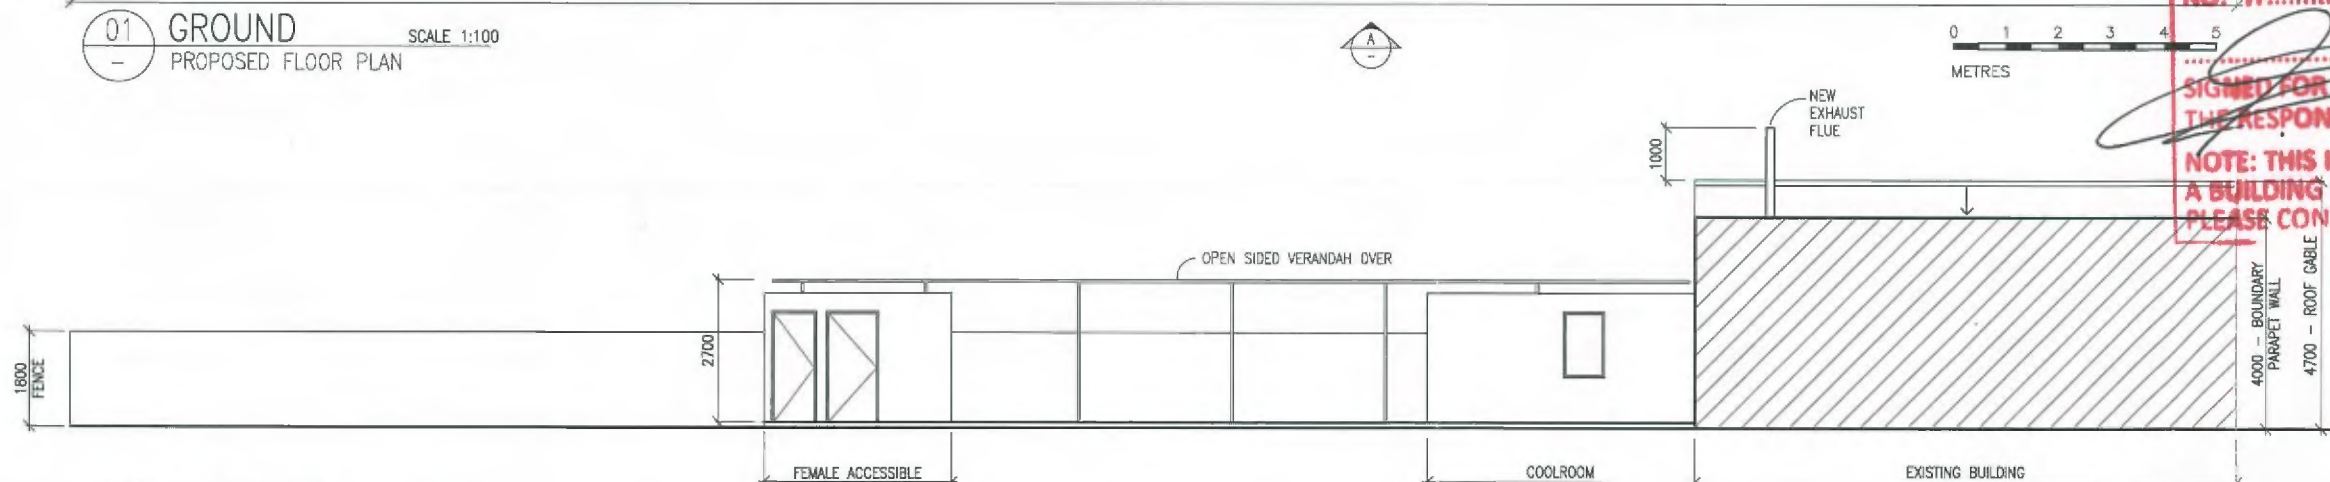 01
–
GROUND
SCALE 1:100
PROPOSED FLOOR PLAN
A
–
0 1 2 3 4 5
METRES
SIGNED FOR
THE RESPON
NOTE: THIS I
A BUILDING
PLEASE CON
NEW
EXHAUST
FLUE
1000
OPEN SIDED VERANDAH OVER
1800
FENCE
2700
4000 – BOUNDARY
PARAPET WALL
4700 – ROOF GABLE
FEMALE ACCESSIBLE
COOLROOM
EXISTING BUILDING